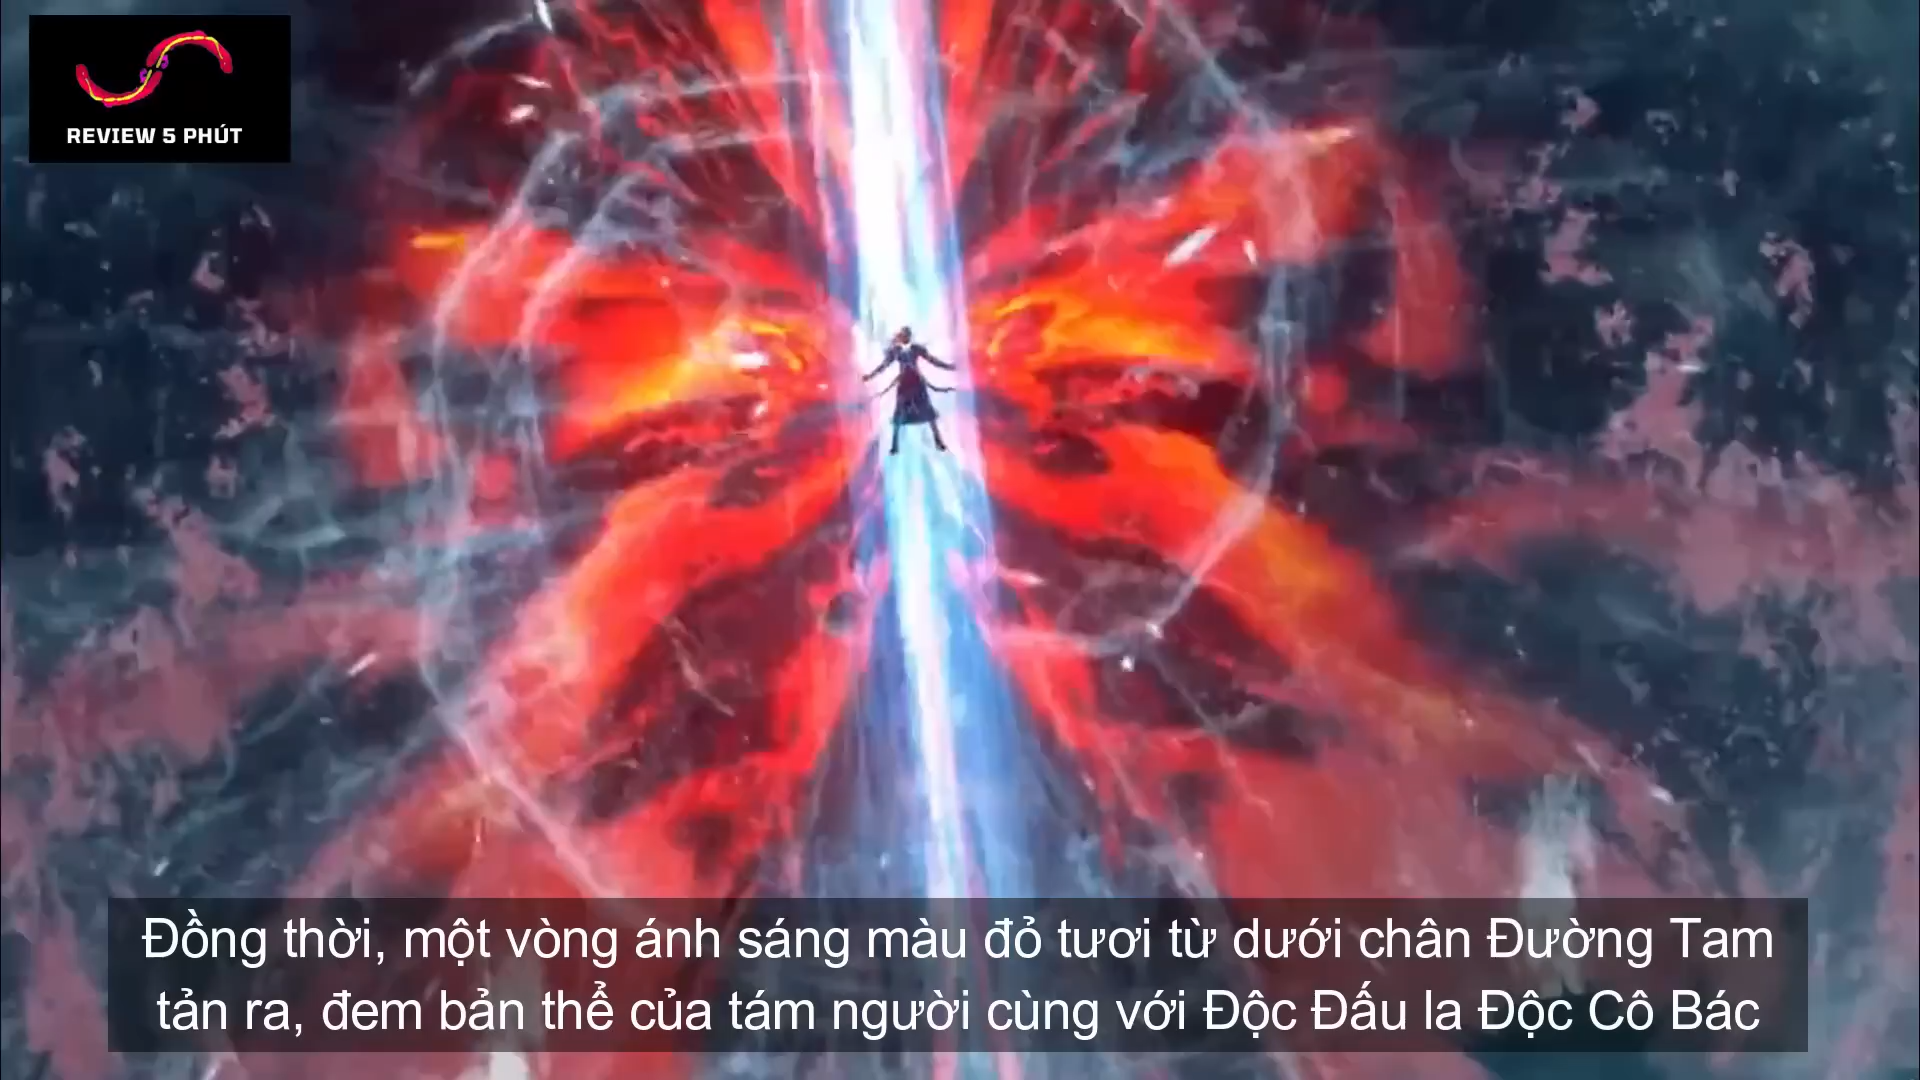 REVIEW 5 PHÚT
Đồng thời, một vòng ánh sáng màu đỏ tươi từ dưới chân Đường Tam
tản ra, đem bản thể của tám người cùng với Độc Đấu la Độc Cô Bác